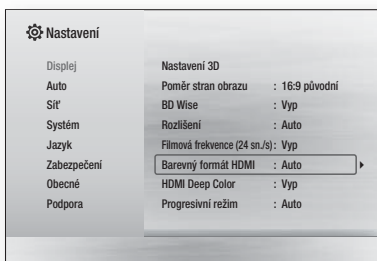 Nastavení
Displej
Auto
Síť
Systém
Jazyk
Zabezpečení
Obecné
Podpora
Nastavení 3D
Poměr stran obrazu : 16:9 původní
BD Wise : Vyp
Rozlišení : Auto
Filmová frekvence (24 sn./s): Vyp
Barevný formát HDMI : Auto
HDMI Deep Color : Vyp
Progresivní režim : Auto